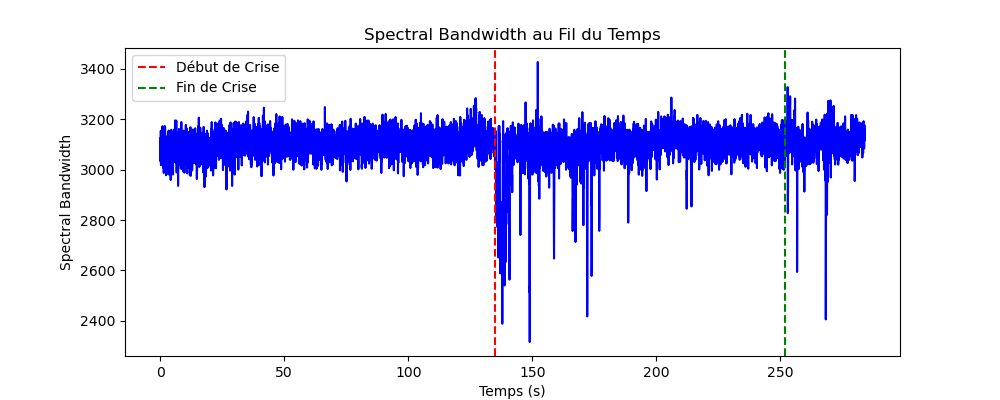 Spectral Bandwidth au Fil du Temps
Début de Crise
Fin de Crise
Spectral Bandwidth
3400
3200
3000
2800
2600
2400
0 50 100 150 200 250
Temps (s)